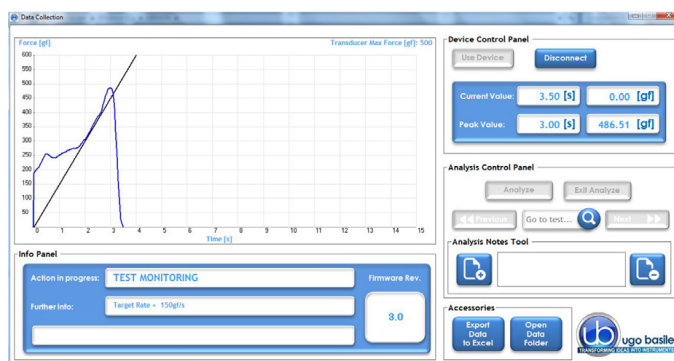 Data Collection
Force [gf]
Transducer Max Force [gf]: 500
600
550
500
450
400
350
300
250
200
150
100
50
0 1 2 3 4 5 6 7 8 9 10 11 12 13 14 15
Time [s]
Info Panel
Action in progress: TEST MONITORING
Firmware Rev.
Further info: Target Rate = 150gf/s
3.0
Device Control Panel
Use Device Disconnect
Current Value: 3.50 [s] 0.00 [gf]
Peak Value: 3.00 [s] 486.51 [gf]
Analysis Control Panel
Analyze Exit Analyze
Previous Go to test... Next
Analysis Notes Tool
Accessories
Export Data to Excel
Open Data Folder
ub ugo basile
TRANSFORMING IDEAS INTO INSTRUMENTS